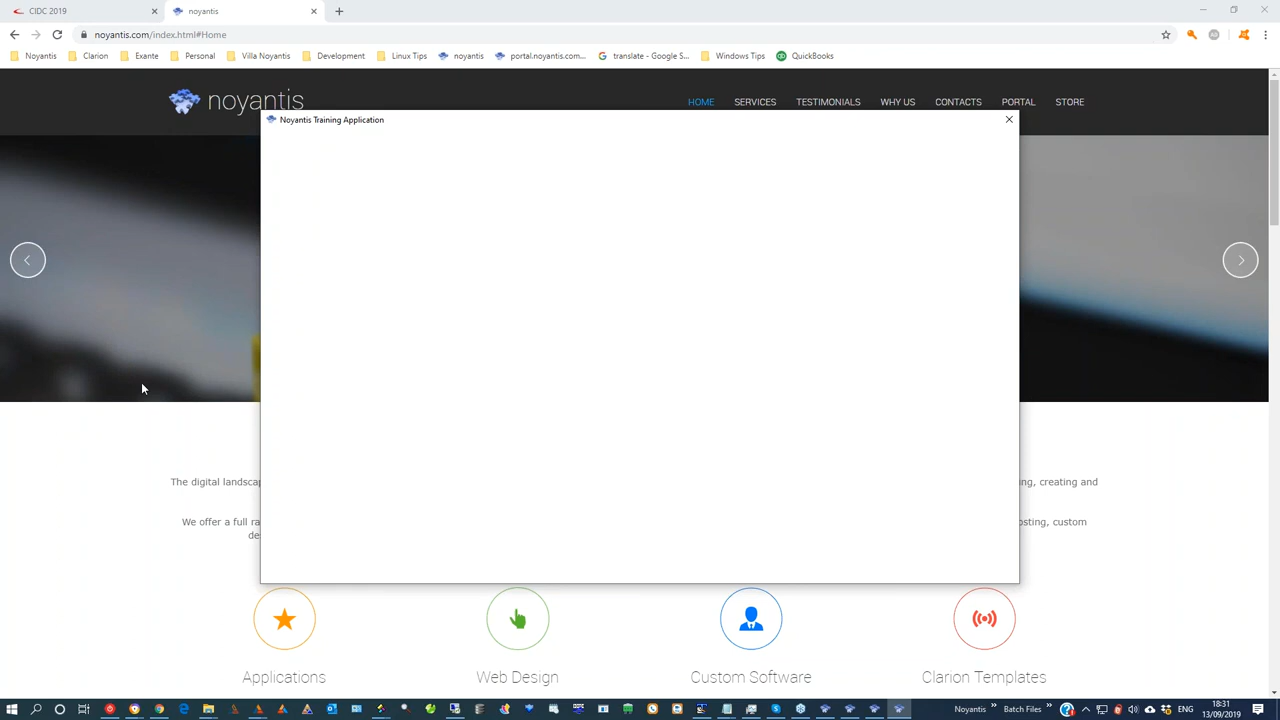 CIDC 2019
noyantis
noyantis.com/index.html#Home
Noyantis
Clarion
Exante
Personal
Villa Noyantis
Development
Linux Tips
noyantis
portal.noyantis.com...
translate - Google S...
Windows Tips
QuickBooks
noyantis
HOME
SERVICES
TESTIMONIALS
WHY US
CONTACTS
PORTAL
STORE
Noyantis Training Application
The digital landscap
ing, creating and
We offer a full ra
osting, custom
de
Applications
Web Design
Custom Software
Clarion Templates
Noyantis
Batch Files
ENG
18:31
13/09/2019